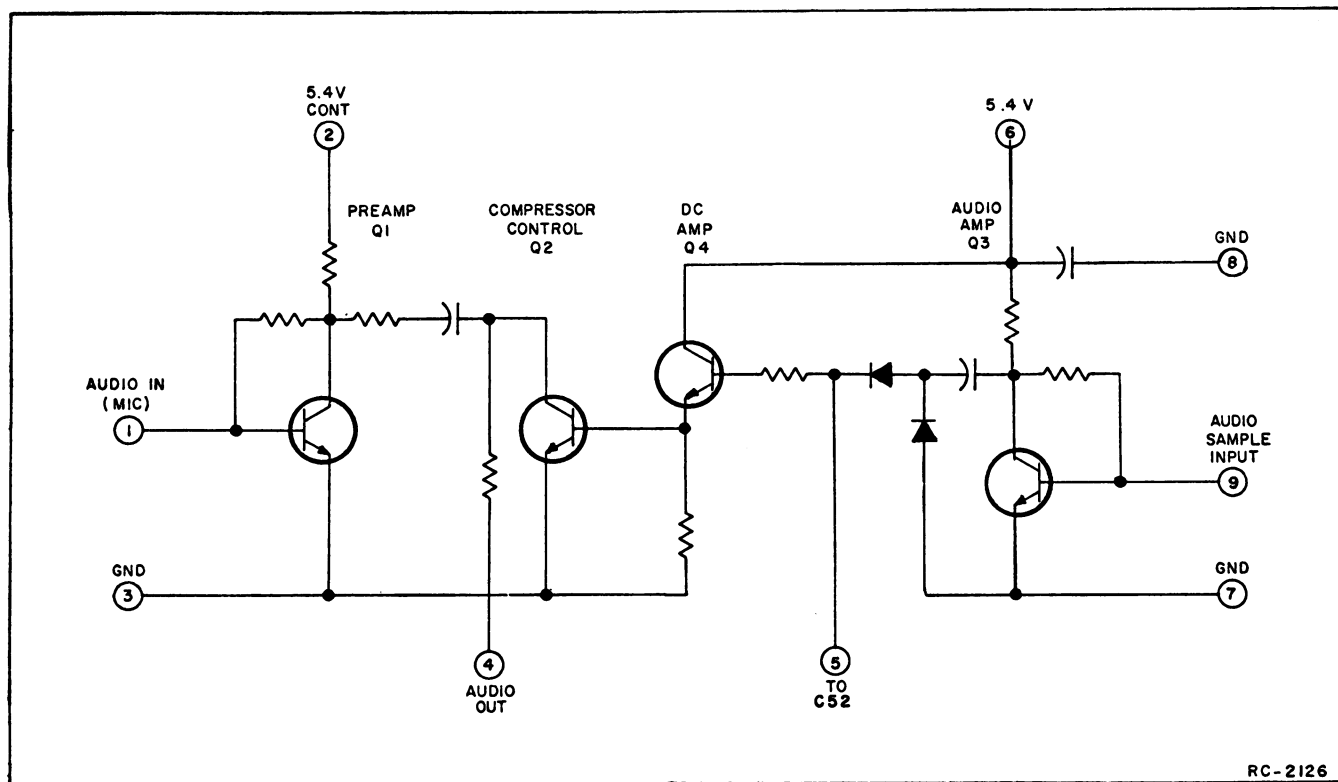 5.4V
CONT
2
5.4 V
6
PREAMP
Q1
COMPRESSOR
CONTROL
Q2
DC
AMP
Q4
AUDIO
AMP
Q3
GND
8
AUDIO IN
(MIC)
1
AUDIO
SAMPLE
INPUT
9
GND
3
GND
7
4
AUDIO
OUT
5
TO
C52
RC-2126